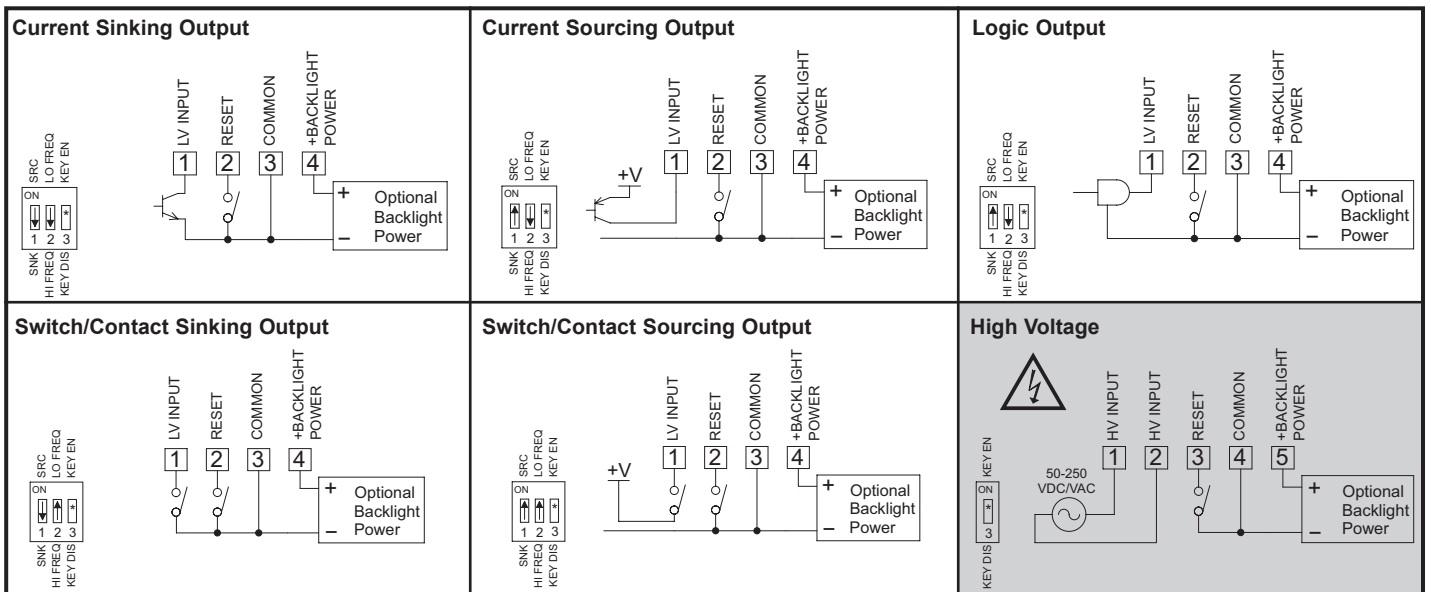 Current Sinking Output
SRC
LO FREQ
KEY EN
ON
1 2 3
*
SNK
HI FREQ
KEY DIS
LV INPUT
RESET
COMMON
+BACKLIGHT
POWER
1 2 3 4
+ Optional
Backlight
– Power
Current Sourcing Output
SRC
LO FREQ
KEY EN
ON
*
1 2 3
SNK
HI FREQ
KEY DIS
+V
LV INPUT
RESET
COMMON
+BACKLIGHT
POWER
1 2 3 4
+ Optional
Backlight
– Power
Logic Output
SRC
LO FREQ
KEY EN
ON
*
1 2 3
SNK
HI FREQ
KEY DIS
LV INPUT
RESET
COMMON
+BACKLIGHT
POWER
1 2 3 4
+ Optional
Backlight
– Power
Switch/Contact Sinking Output
SRC
LO FREQ
KEY EN
ON
*
1 2 3
SNK
HI FREQ
KEY DIS
LV INPUT
RESET
COMMON
+BACKLIGHT
POWER
1 2 3 4
+ Optional
Backlight
– Power
Switch/Contact Sourcing Output
SRC
LO FREQ
KEY EN
ON
*
1 2 3
SNK
HI FREQ
KEY DIS
+V
LV INPUT
RESET
COMMON
+BACKLIGHT
POWER
1 2 3 4
+ Optional
Backlight
– Power
High Voltage
KEY EN
ON
*
3
KEY DIS
50-250
VDC/VAC
HV INPUT
HV INPUT
RESET
COMMON
+BACKLIGHT
POWER
1 2 3 4 5
+ Optional
Backlight
– Power